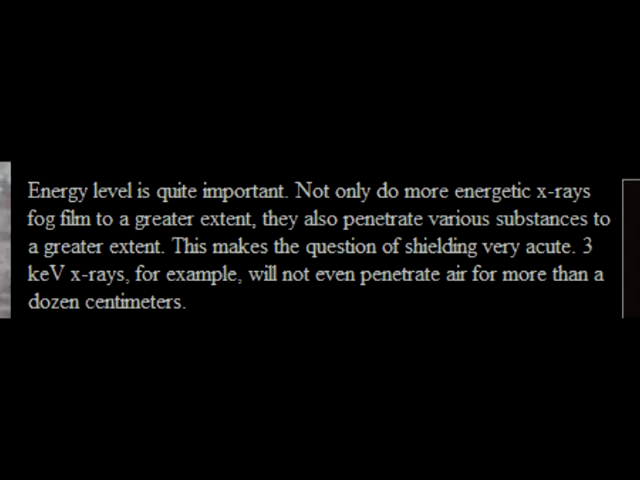 Energy level is quite important. Not only do more energetic x-rays
fog film to a greater extent, they also penetrate various substances to
a greater extent. This makes the question of shielding very acute. 3
keV x-rays, for example, will not even penetrate air for more than a
dozen centimeters.